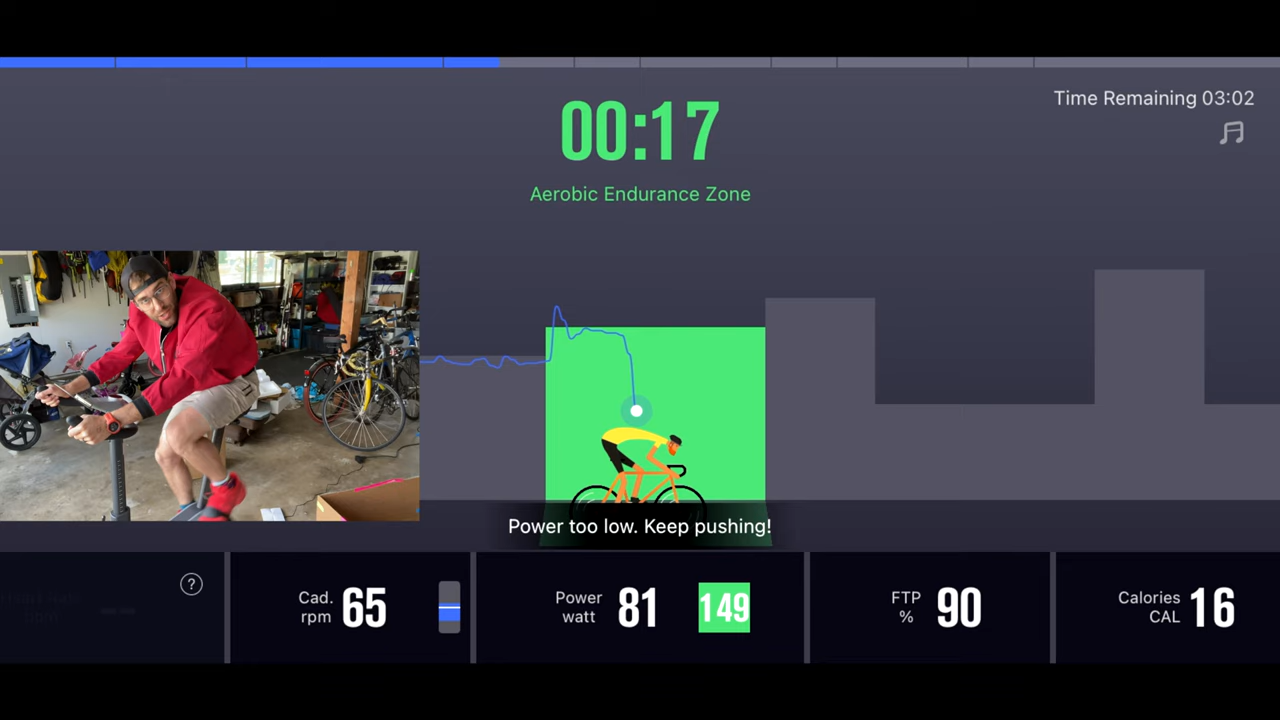 00:17
Time Remaining 03:02
Aerobic Endurance Zone
Power too low. Keep pushing!
?
Cad.
rpm
65
Power
watt
81
149
FTP
%
90
Calories
CAL
16